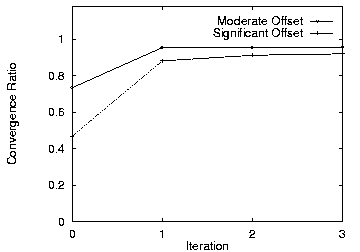 Moderate Offset
Significant Offset
1
0.8
0.6
0.4
0.2
0
Convergence Ratio
0 1 2 3
Iteration